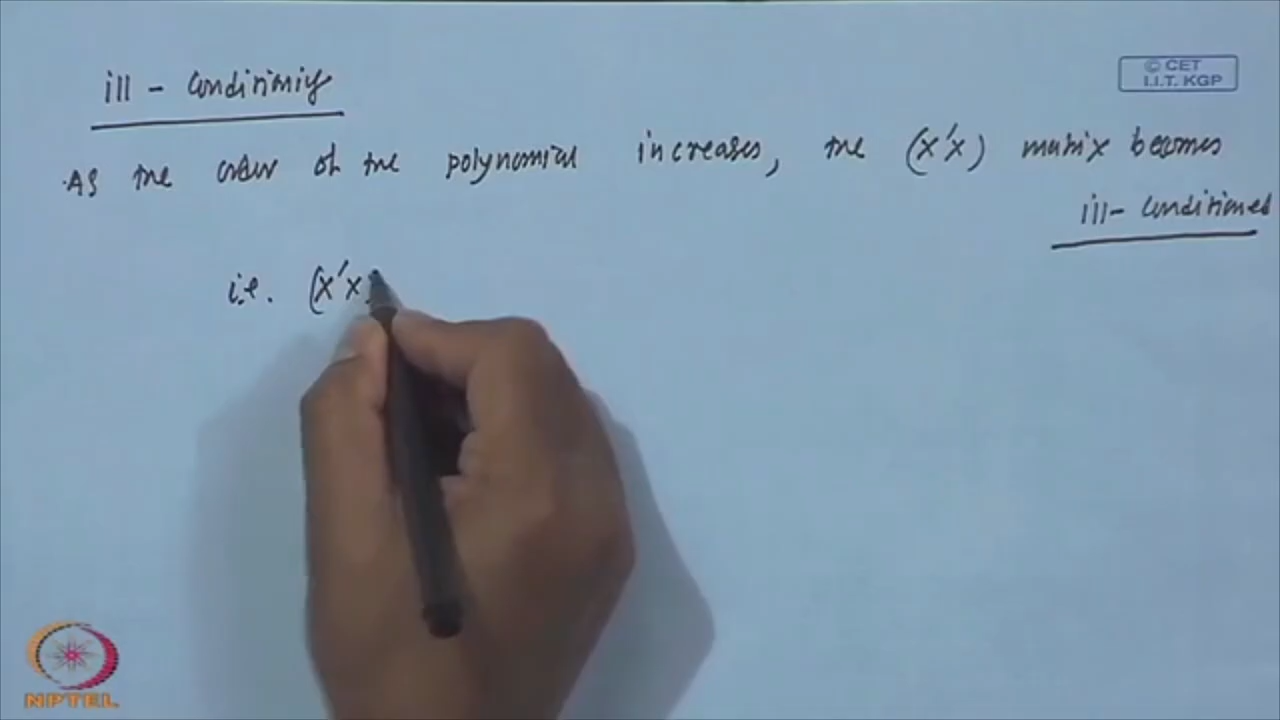 ill - Conditioning
© CET
I.I.T. KGP
As the order of the polynomial increases, the (X'X) matrix becomes
ill - Conditioned
i.e. (X'X)
NPTEL